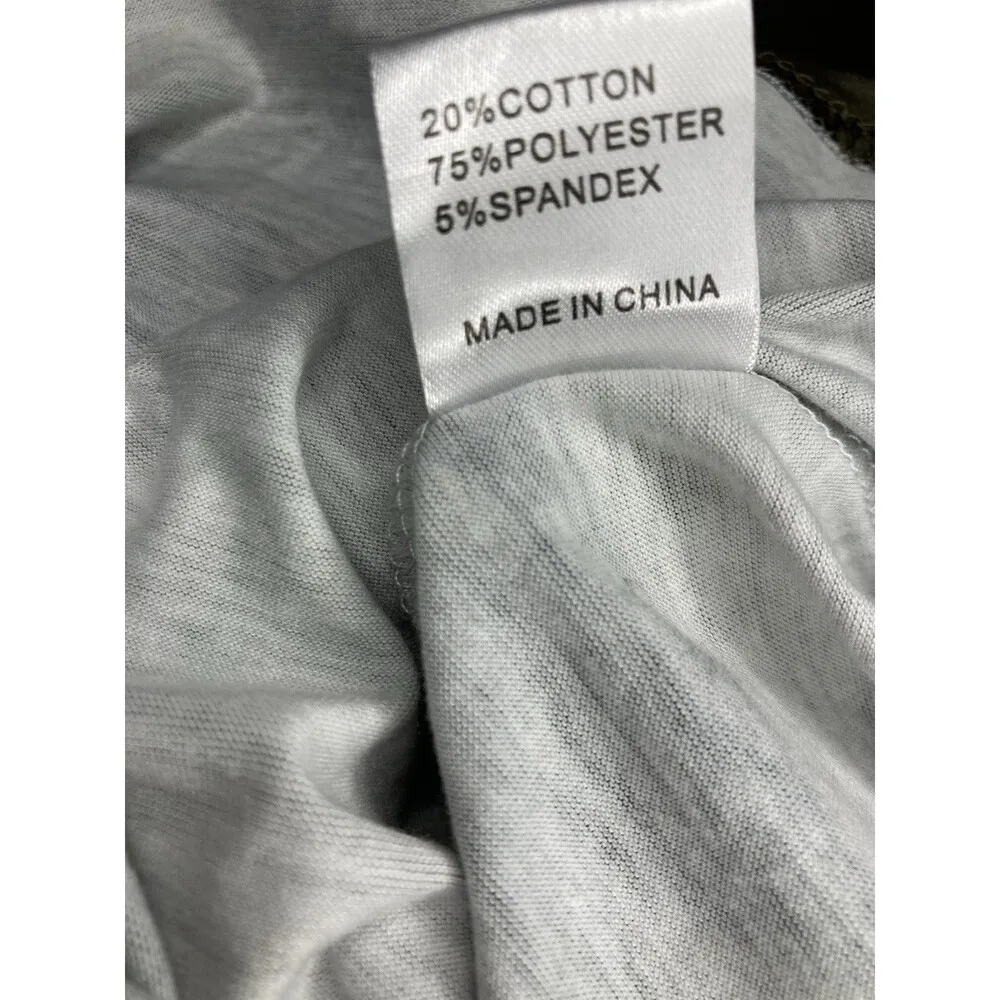 20%COTTON
75%POLYESTER
5%SPANDEX
MADE IN CHINA